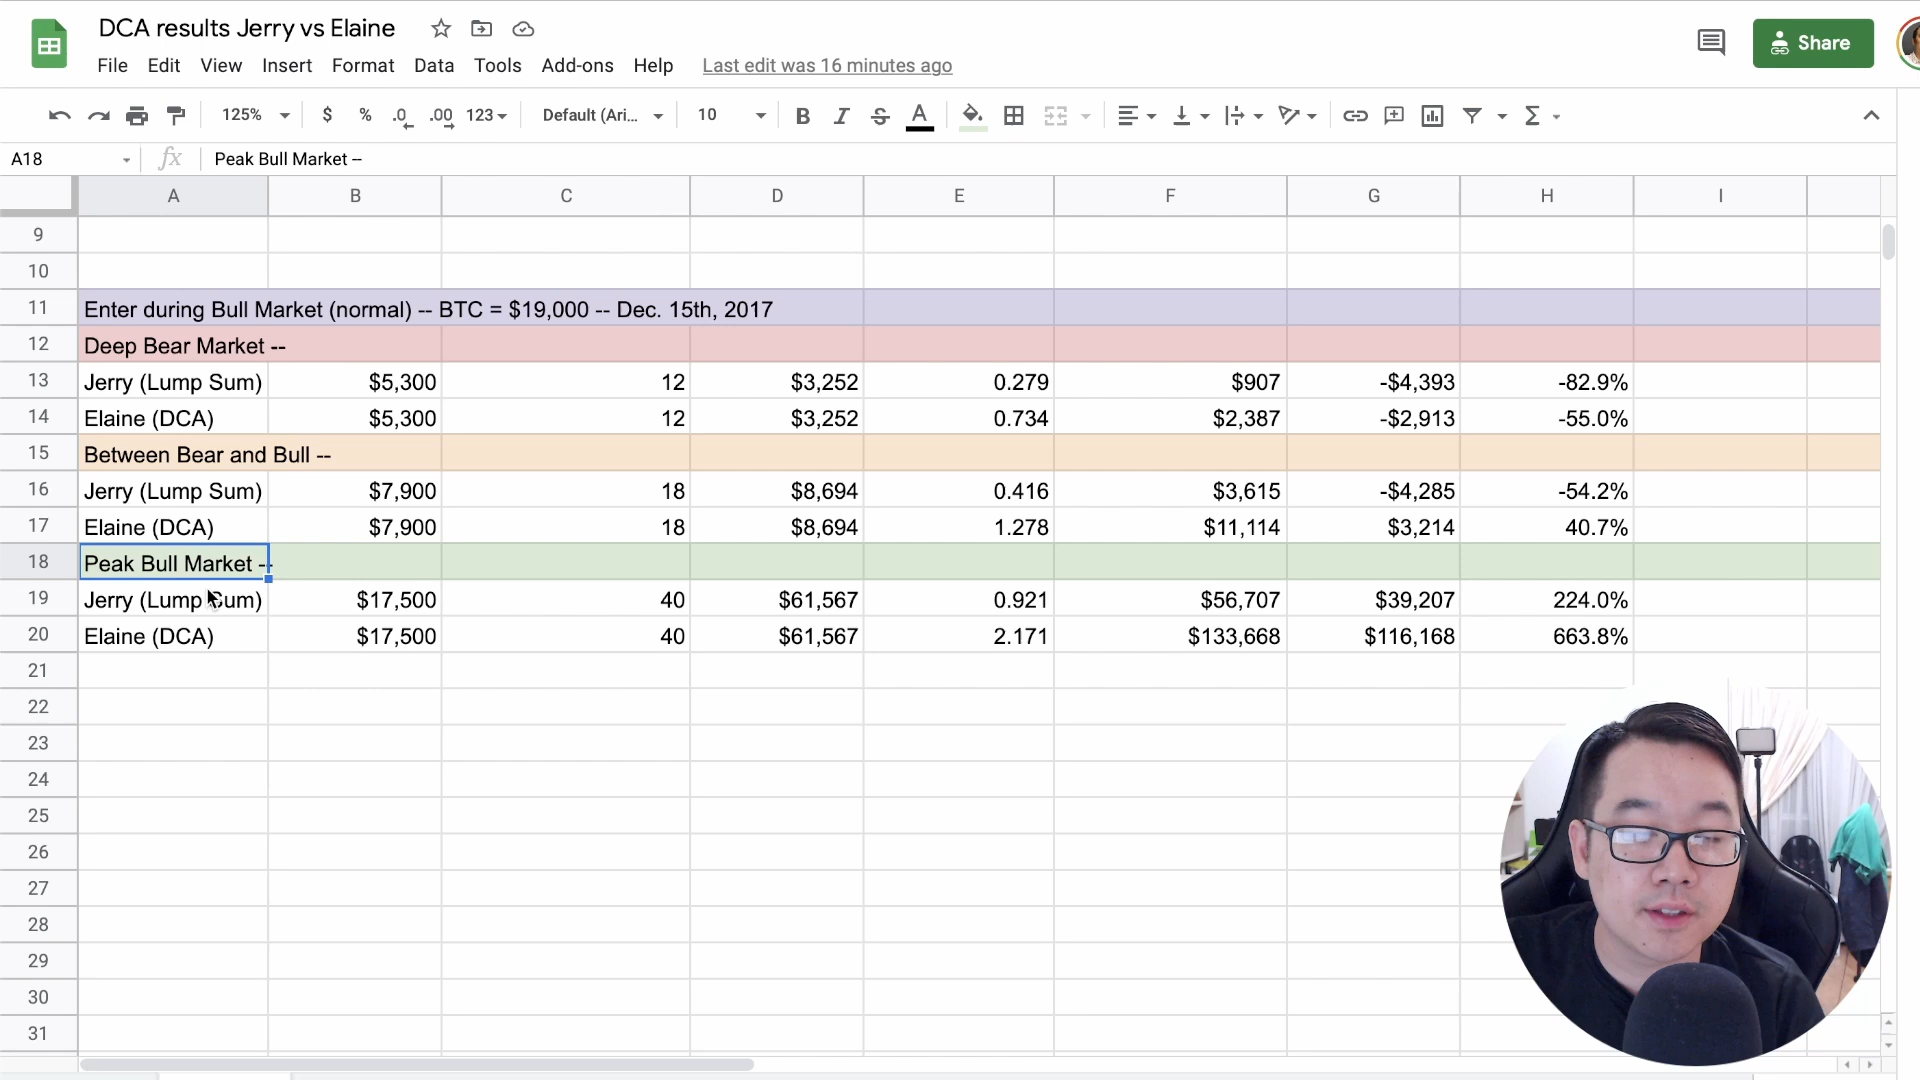 DCA results Jerry vs Elaine
Share
File Edit View Insert Format Data Tools Add-ons Help Last edit was 16 minutes ago
125% $ % .0 .00 123 Default (Ari... 10 B I S A Σ
A18 fx Peak Bull Market --
A B C D E F G H I
9
10
11 Enter during Bull Market (normal) -- BTC = $19,000 -- Dec. 15th, 2017
12 Deep Bear Market --
13 Jerry (Lump Sum) $5,300 12 $3,252 0.279 $907 -$4,393 -82.9%
14 Elaine (DCA) $5,300 12 $3,252 0.734 $2,387 -$2,913 -55.0%
15 Between Bear and Bull --
16 Jerry (Lump Sum) $7,900 18 $8,694 0.416 $3,615 -$4,285 -54.2%
17 Elaine (DCA) $7,900 18 $8,694 1.278 $11,114 $3,214 40.7%
18 Peak Bull Market --
19 Jerry (Lump Sum) $17,500 40 $61,567 0.921 $56,707 $39,207 224.0%
20 Elaine (DCA) $17,500 40 $61,567 2.171 $133,668 $116,168 663.8%
21
22
23
24
25
26
27
28
29
30
31